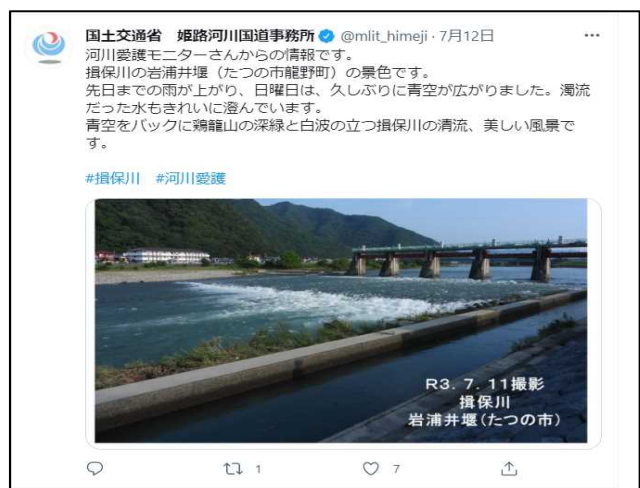 国土交通省 姫路河川国道事務所 @mlit_himeji · 7月12日
河川愛護モニターさんからの情報です。
揖保川の岩浦井堰（たつの市龍野町）の景色です。
先日までの雨が上がり、日曜日は、久しぶりに青空が広がりました。濁流
だった水もきれいに澄んでいます。
青空をバックに鶏籠山の深緑と白波の立つ揖保川の清流、美しい風景で
す。
#揖保川 #河川愛護
R3. 7. 11撮影
揖保川
岩浦井堰(たつの市)
1 7